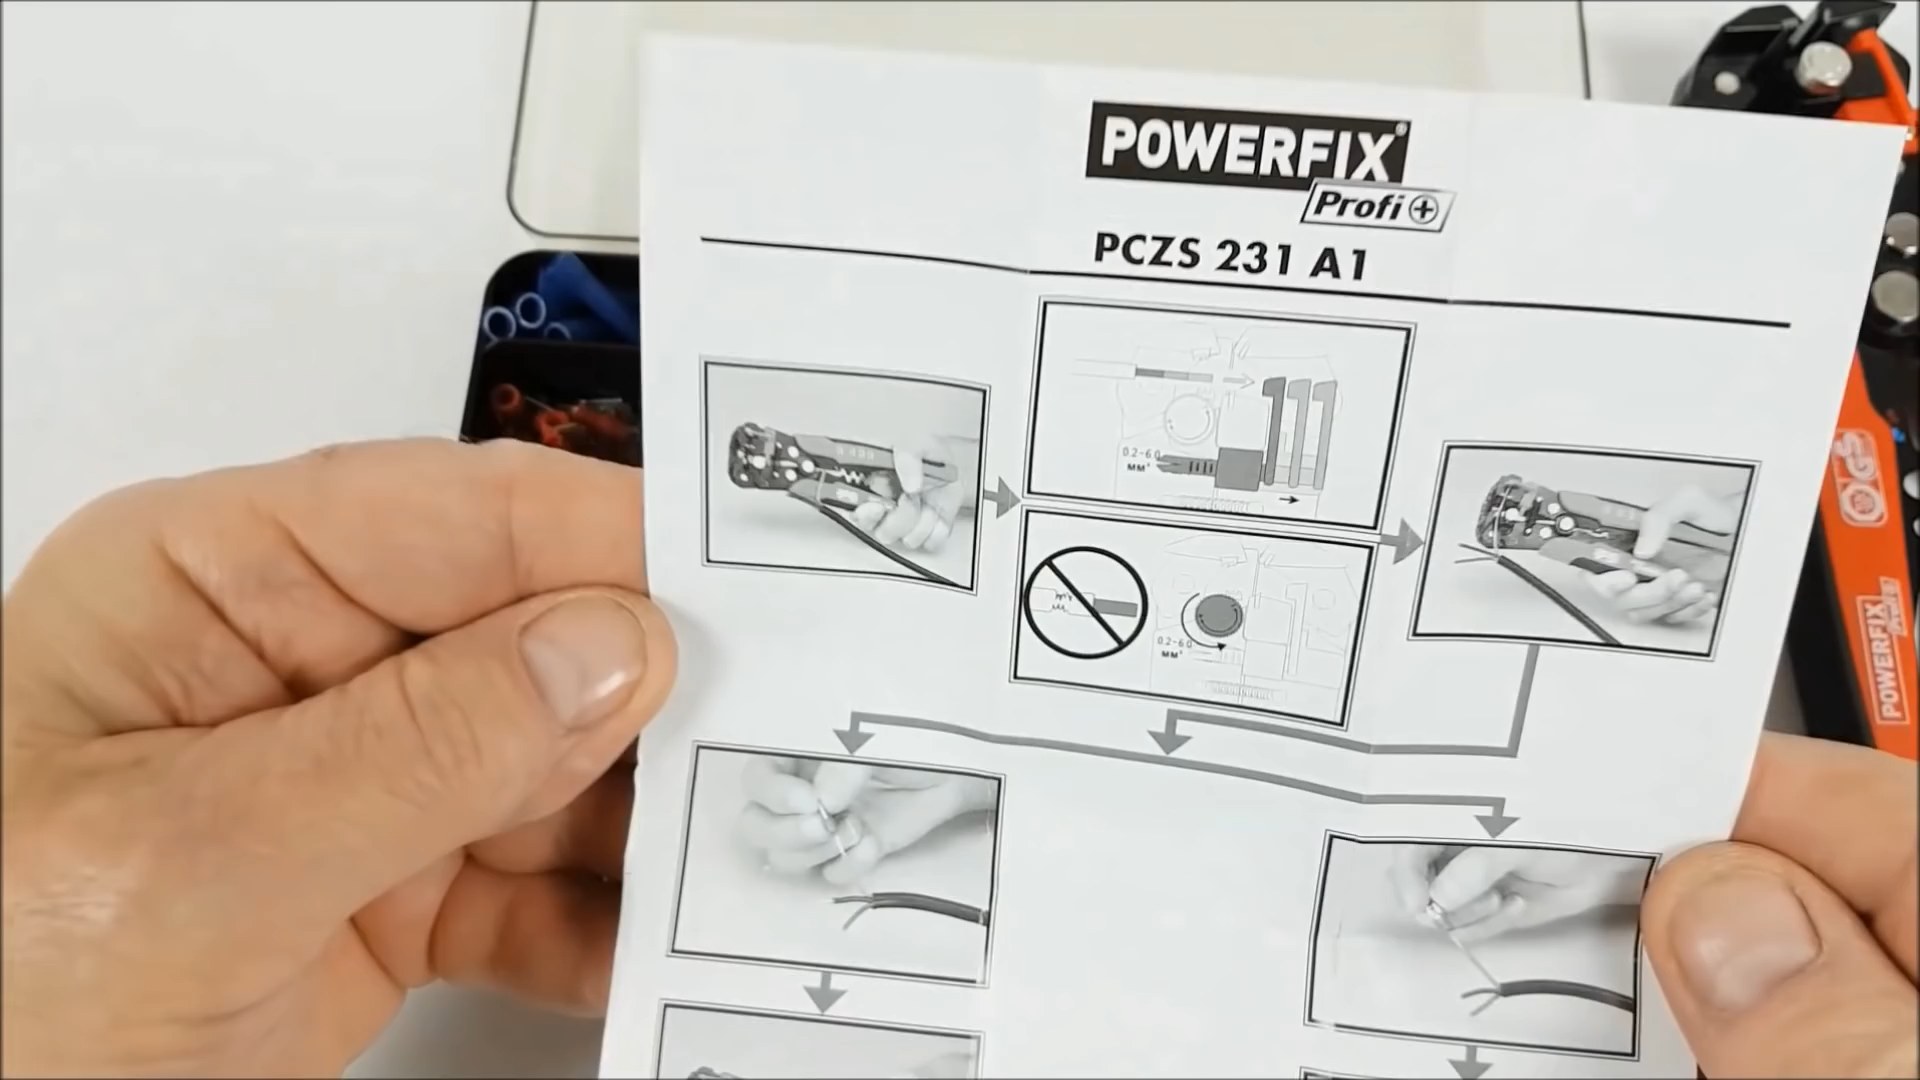 POWERFIX®
Profi+
PCZS 231 A1
0.2-6.0
MM²
0.2-6.0
MM²
POWERFIX